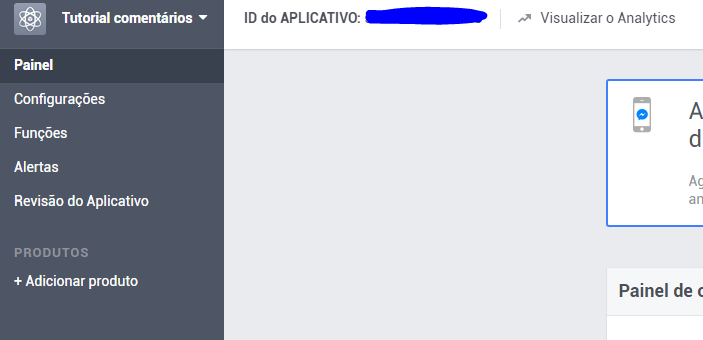 Tutorial comentários
ID do APLICATIVO:
Visualizar o Analytics
Painel
Configurações
Funções
Alertas
Revisão do Aplicativo
PRODUTOS
+ Adicionar produto
A
d
Ag
an
Painel de